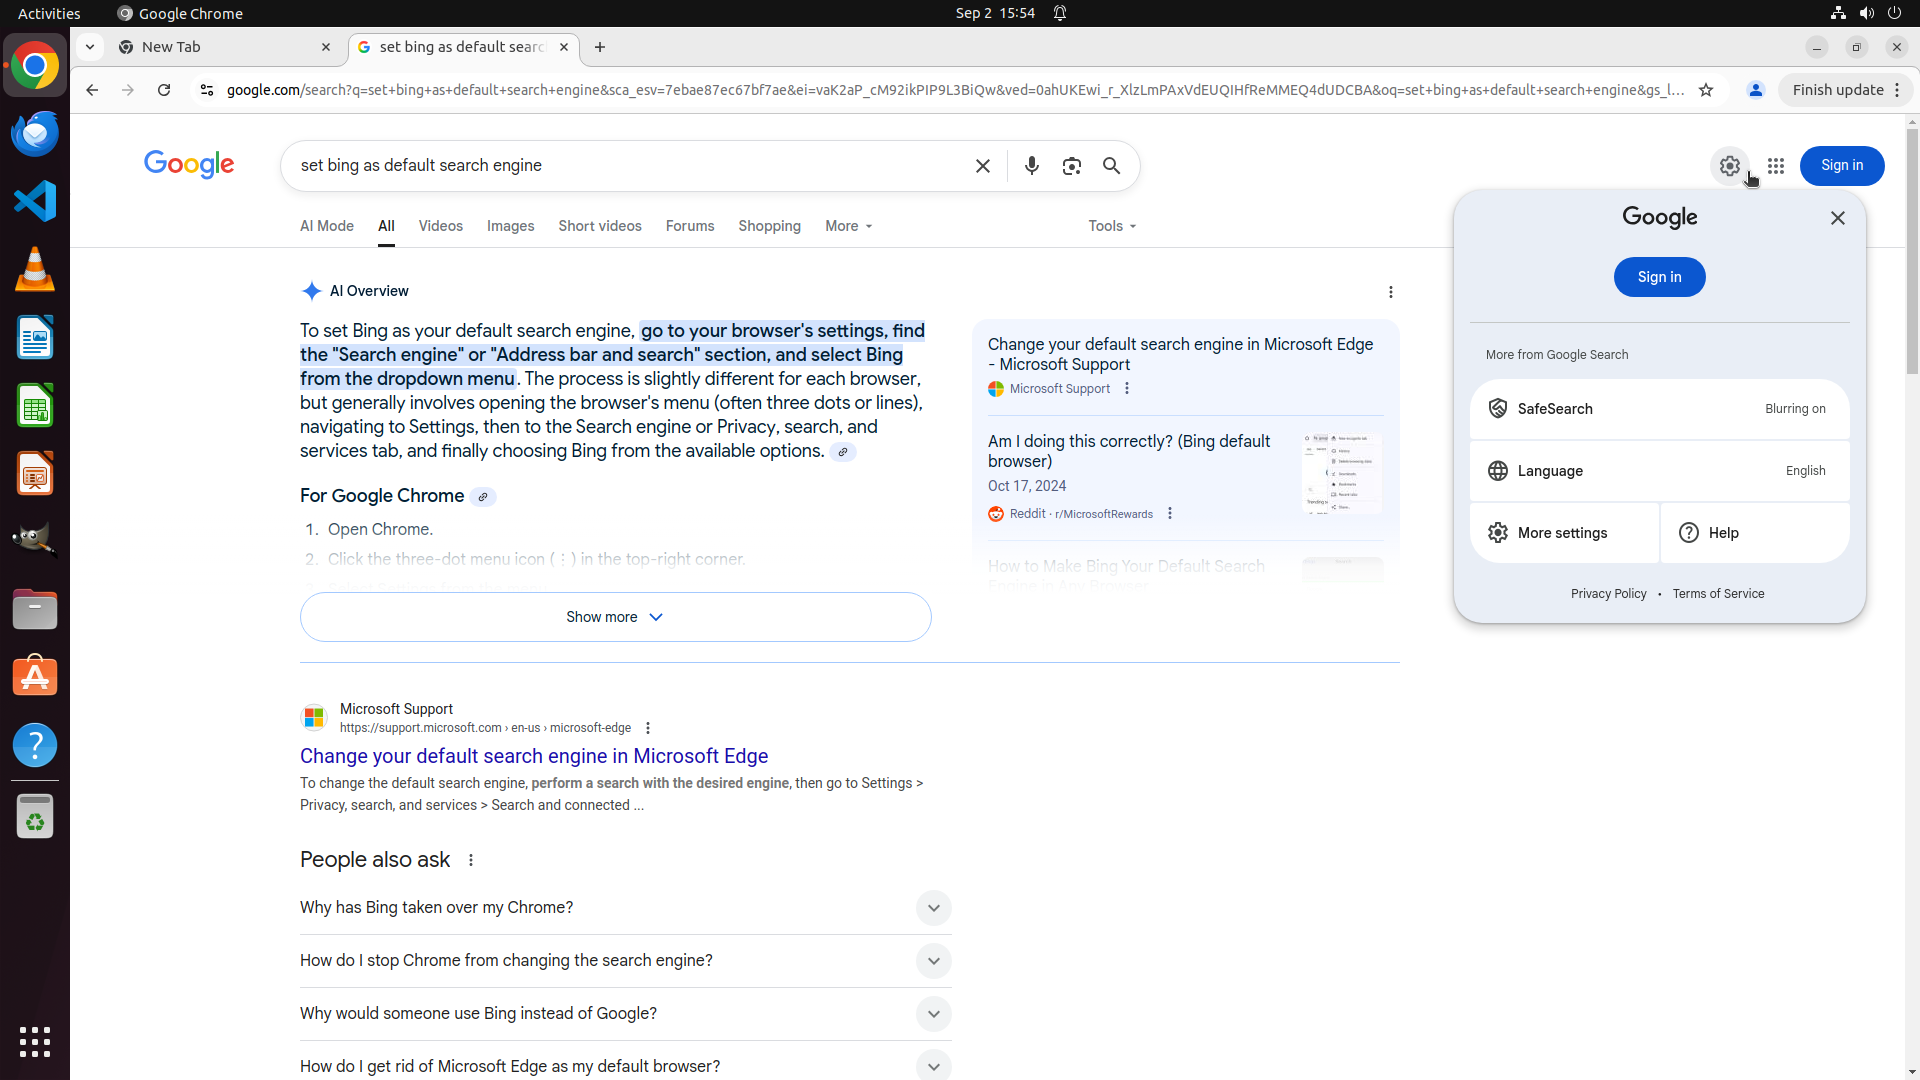 Activities
Google Chrome
Sep 2 15:54
New Tab
set bing as default searc
google.com/search?q=set+bing+as+default+search+engine&sca_esv=7ebae87ec67bf7ae&ei=vaK2aP_cM92ikPIP9L3BiQw&ved=0ahUKEwi_r_XlzLmPAxVdEUQIHfReMMEQ4dUDCBA&oq=set+bing+as+default+search+engine&gs_l...
Finish update
Google
set bing as default search engine
Sign in
AI Mode
All
Videos
Images
Short videos
Forums
Shopping
More
Tools
AI Overview
To set Bing as your default search engine, go to your browser's settings, find
the "Search engine" or "Address bar and search" section, and select Bing
from the dropdown menu. The process is slightly different for each browser,
but generally involves opening the browser's menu (often three dots or lines),
navigating to Settings, then to the Search engine or Privacy, search, and
services tab, and finally choosing Bing from the available options.
For Google Chrome
1. Open Chrome.
2. Click the three-dot menu icon (⋮) in the top-right corner.
Show more
Change your default search engine in Microsoft Edge
- Microsoft Support
Microsoft Support
Am I doing this correctly? (Bing default
browser)
Oct 17, 2024
Reddit · r/MicrosoftRewards
How to Make Bing Your Default Search
Engine in Any Browser
Google
Sign in
More from Google Search
SafeSearch
Blurring on
Language
English
More settings
Help
Privacy Policy • Terms of Service
Microsoft Support
https://support.microsoft.com › en-us › microsoft-edge
Change your default search engine in Microsoft Edge
To change the default search engine, perform a search with the desired engine, then go to Settings >
Privacy, search, and services > Search and connected ...
People also ask
Why has Bing taken over my Chrome?
How do I stop Chrome from changing the search engine?
Why would someone use Bing instead of Google?
How do I get rid of Microsoft Edge as my default browser?